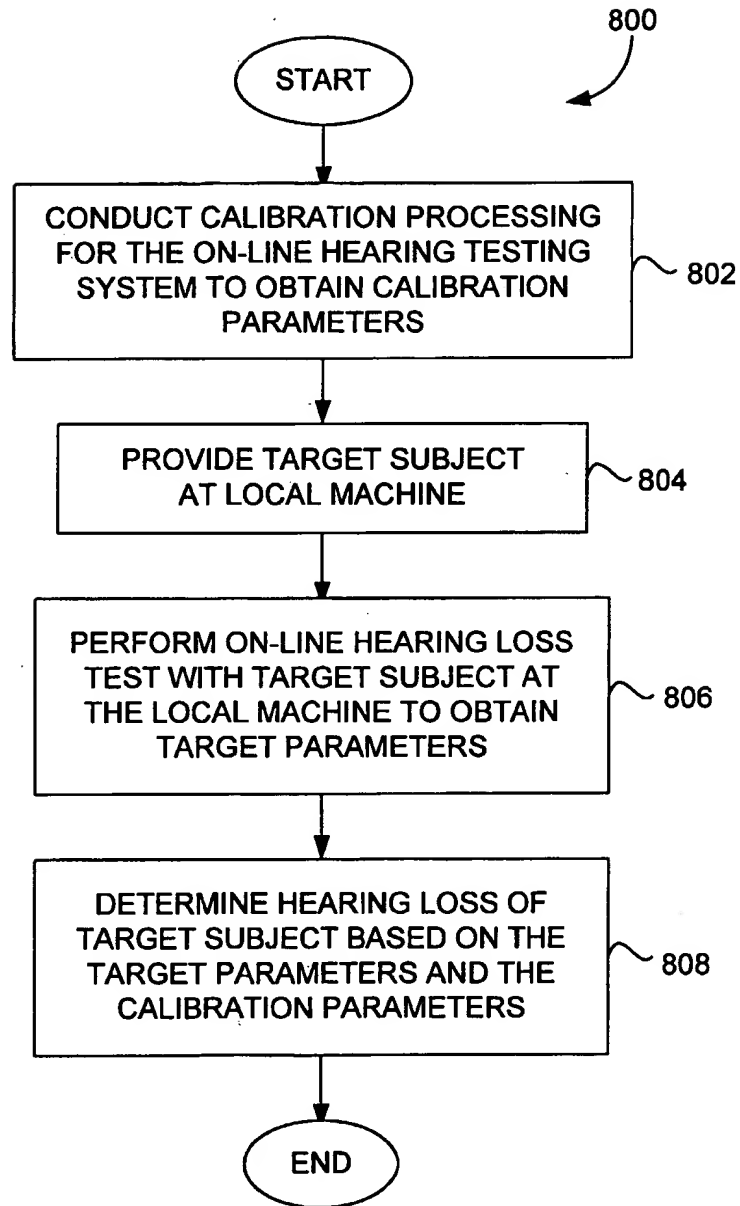 800
START
CONDUCT CALIBRATION PROCESSING
FOR THE ON-LINE HEARING TESTING
SYSTEM TO OBTAIN CALIBRATION
PARAMETERS
802
PROVIDE TARGET SUBJECT
AT LOCAL MACHINE
804
PERFORM ON-LINE HEARING LOSS
TEST WITH TARGET SUBJECT AT
THE LOCAL MACHINE TO OBTAIN
TARGET PARAMETERS
806
DETERMINE HEARING LOSS OF
TARGET SUBJECT BASED ON THE
TARGET PARAMETERS AND THE
CALIBRATION PARAMETERS
808
END